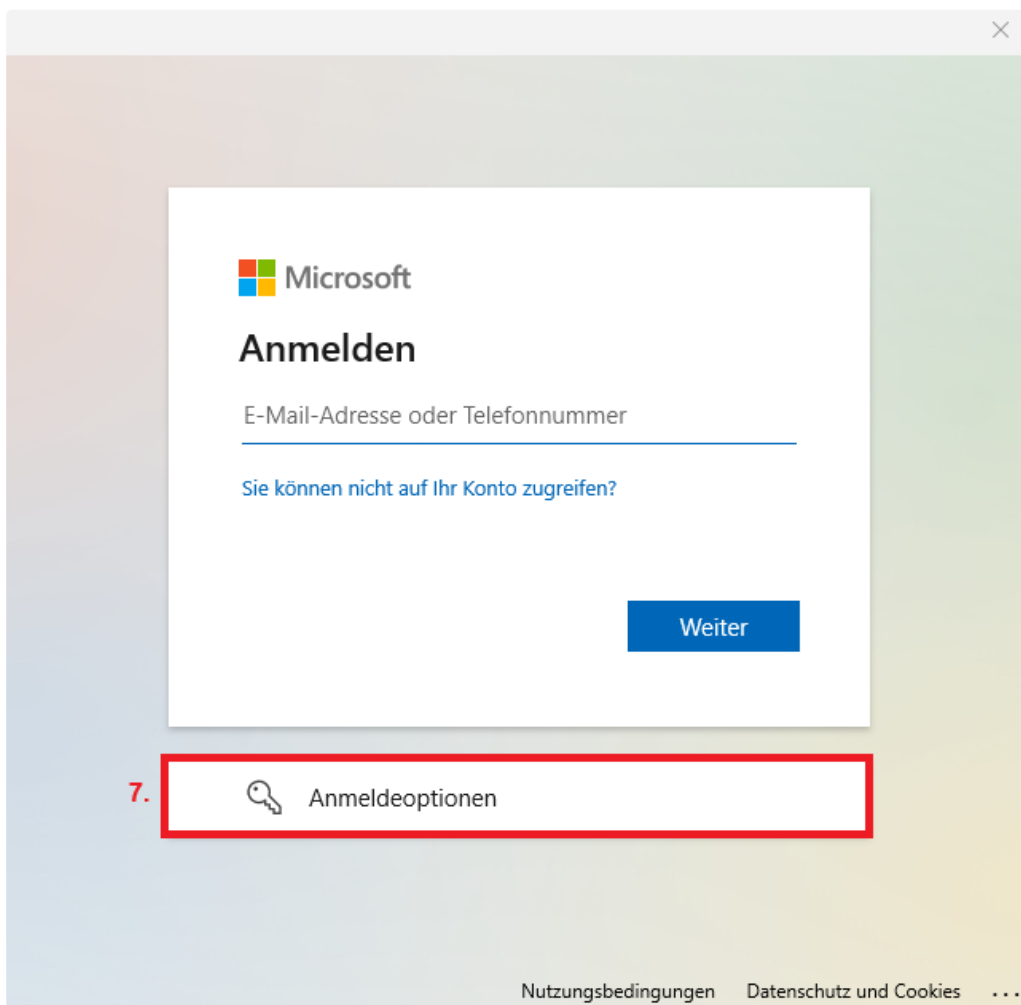 Microsoft
Anmelden
E-Mail-Adresse oder Telefonnummer
Sie können nicht auf Ihr Konto zugreifen?
Weiter
7. Anmeldeoptionen
Nutzungsbedingungen Datenschutz und Cookies ...